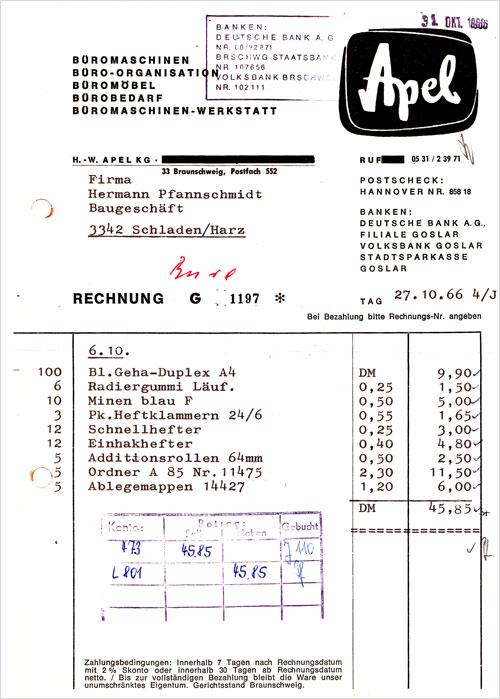 BANKEN:
DEUTSCHE BANK A. G
BRSCHWG STAATSBANK
NR. 107656
VOLKSBANK BRSCHW
NR. 102111
31. OKT. 1966
Apel
BÜROMASCHINEN
BÜRO-ORGANISATION
BÜROMÖBEL
BÜROBEDARF
BÜROMASCHINEN-WERKSTATT
H.-W. APEL KG ·
33 Braunschweig, Postfach 552
RUF 05 31 / 2 39 71
Firma
Hermann Pfannschmidt
Baugeschäft
3342 Schladen/Harz
POSTSCHECK:
HANNOVER NR. 858 18
BANKEN:
DEUTSCHE BANK A.G.,
FILIALE GOSLAR
VOLKSBANK GOSLAR
STADTSPARKASSE
GOSLAR
RECHNUNG G 1197 *
TAG 27.10.66 4/J
Bei Bezahlung bitte Rechnungs-Nr. angeben
6.10.
100 Bl.Geha-Duplex A4 DM 9,90
6 Radiergummi Läuf. 0,25 1,50
10 Minen blau F 0,50 5,00
3 Pk.Heftklammern 24/6 0,55 1,65
12 Schnellhefter 0,25 3,00
12 Einhakhefter 0,40 4,80
5 Additionsrollen 64mm 0,50 2,50
5 Ordner A 85 Nr.11475 2,30 11,50
5 Ablegemappen 14427 1,20 6,00
DM 45,85
Konto: Betrag: Gebucht
Soll Haben
473 45.85 J 110
L 801 45.85
Zahlungsbedingungen: Innerhalb 7 Tagen nach Rechnungsdatum
mit 2 % Skonto oder innerhalb 30 Tagen ab Rechnungsdatum
netto. / Bis zur vollständigen Bezahlung bleibt die Ware unser
unumschränktes Eigentum. Gerichtsstand Braunschweig.